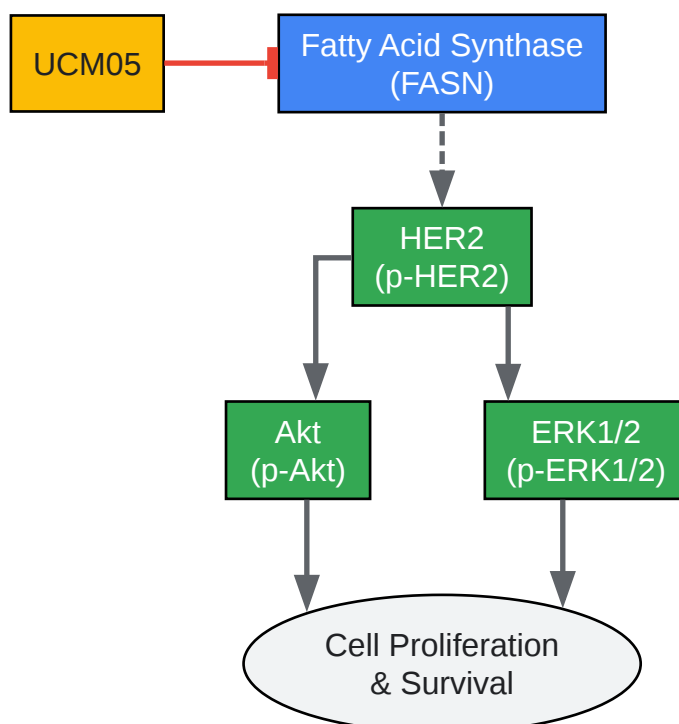 UCM05
Fatty Acid Synthase
(FASN)
HER2
(p-HER2)
Akt
(p-Akt)
ERK1/2
(p-ERK1/2)
Cell Proliferation
& Survival